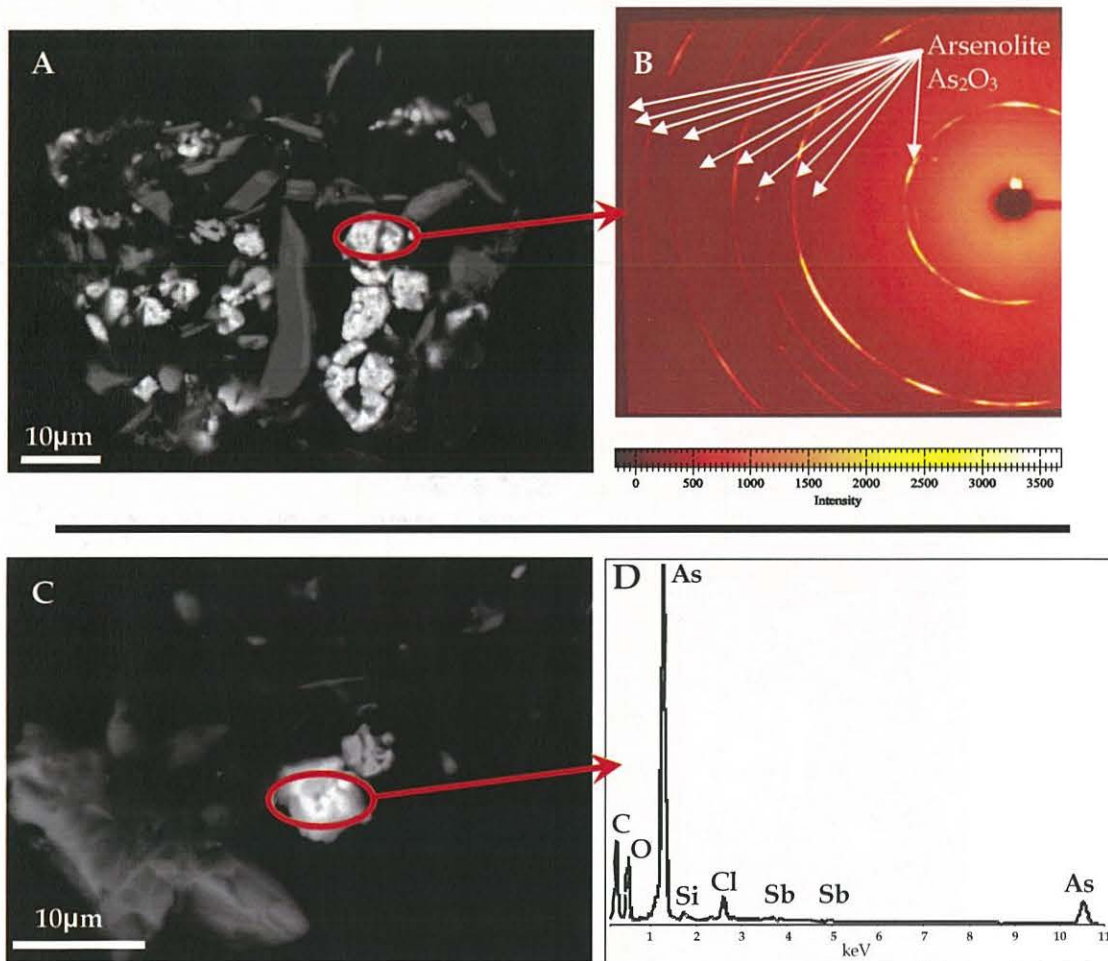 A
10µm
B
Arsenolite
As₂O₃
0 500 1000 1500 2000 2500 3000 3500
Intensity
C
10µm
D
As
C
O
Si
Cl
Sb
Sb
As
1 2 3 4 5 6 7 8 9 10 11
keV